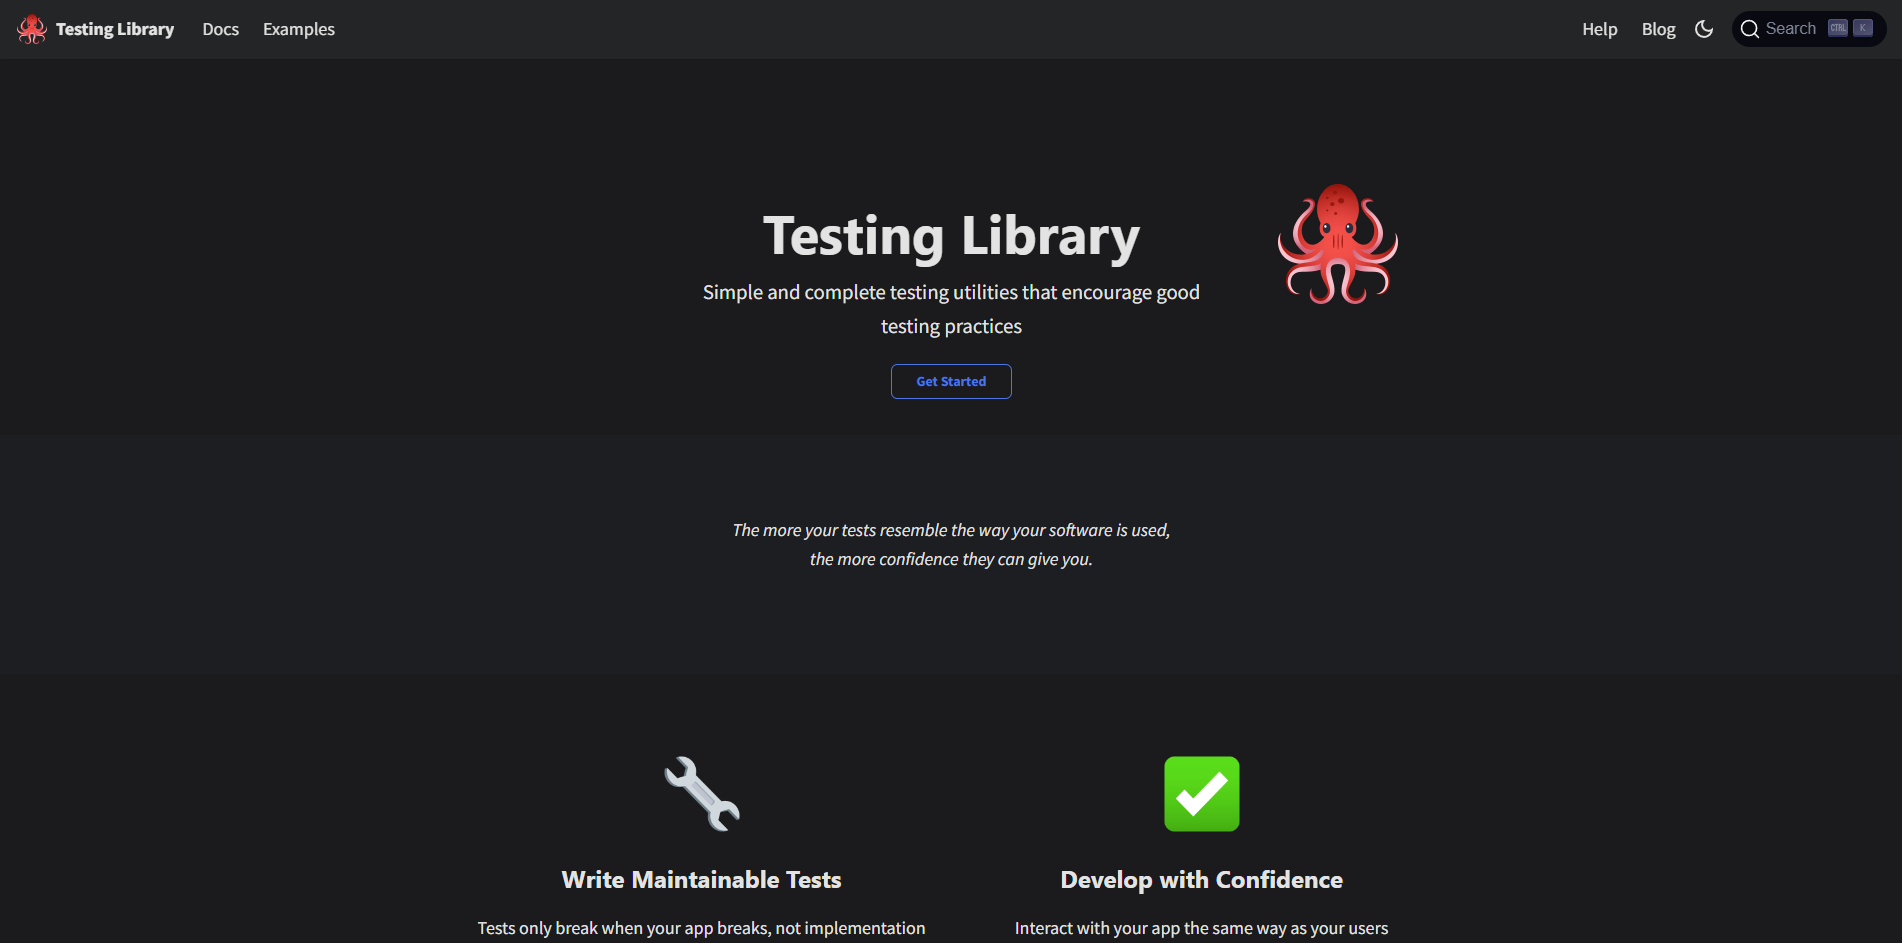 Testing Library
Docs
Examples
Help
Blog
Search
CTRL
K
Testing Library
Simple and complete testing utilities that encourage good
testing practices
Get Started
The more your tests resemble the way your software is used,
the more confidence they can give you.
Write Maintainable Tests
Tests only break when your app breaks, not implementation
Develop with Confidence
Interact with your app the same way as your users